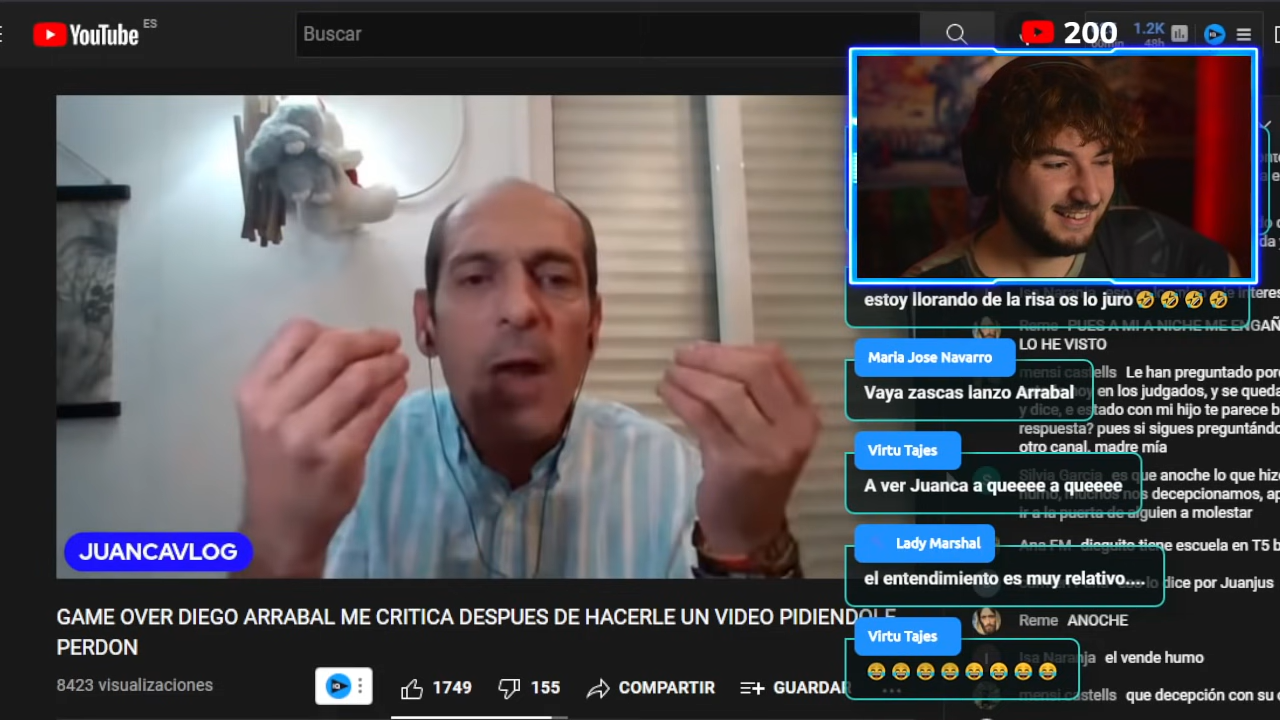 YouTube ES
Buscar
200
1.2K
48h
JUANCAVLOG
GAME OVER DIEGO ARRABAL ME CRITICA DESPUES DE HACERLE UN VIDEO PIDIENDOLE
PERDON
8423 visualizaciones
1749
155
COMPARTIR
GUARDAR
estoy llorando de la risa os lo juro🤣🤣🤣🤣
Maria Jose Navarro
Vaya zascas lanzo Arrabal
Virtu Tajes
A ver Juanca a queeee a queeee
Lady Marshal
el entendimiento es muy relativo....
Virtu Tajes
😂😂😂😂😂😂😂😂
Isa Naranja
Reme PUES A MI A NICHE ME ENGAÑ
LO HE VISTO
mensi castells Le han preguntado por
hoy en los judgados, y se queda
y dice, e estado con mi hijo te parece b
respuesta? pues si sigues preguntándo
otro canal, madre mía
Silvia Garcia es que anoche lo que hizo
humo, muchos nos decepcionamos, ap
ir a la puerta de alguien a molestar
Ana FM dieguito tiene escuela en T5 b
lo dice por Juanjus
Reme ANOCHE
Isa Naranja el vende humo
mensi castells que decepción con su c